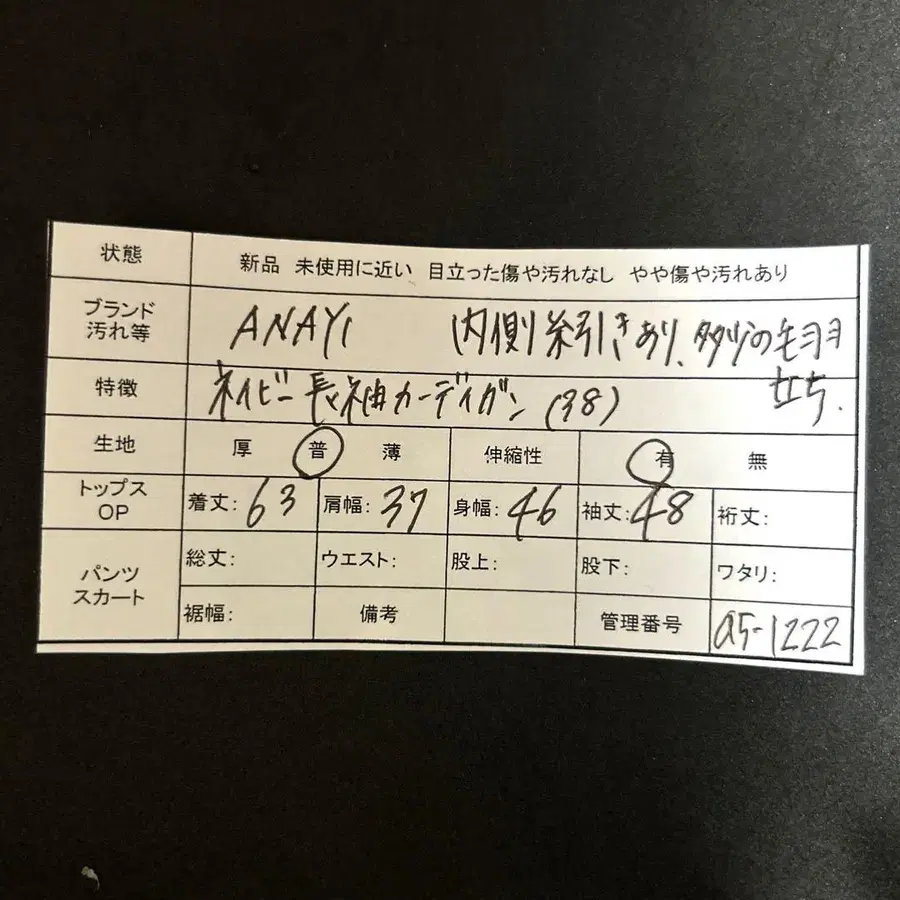 状態 新品 未使用に近い 目立った傷や汚れなし やや傷や汚れあり
ブランド 汚れ等 ANAYI 内側糸引きあり、多少の毛羽立ち.
特徴 ネイビー長袖カーディガン (38)
生地 厚 普 薄 伸縮性 有 無
トップス OP 着丈: 63 肩幅: 37 身幅: 46 袖丈: 48 裄丈:
パンツ スカート 総丈: ウエスト: 股上: 股下: ワタリ:
裾幅: 備考 管理番号 a5-1222